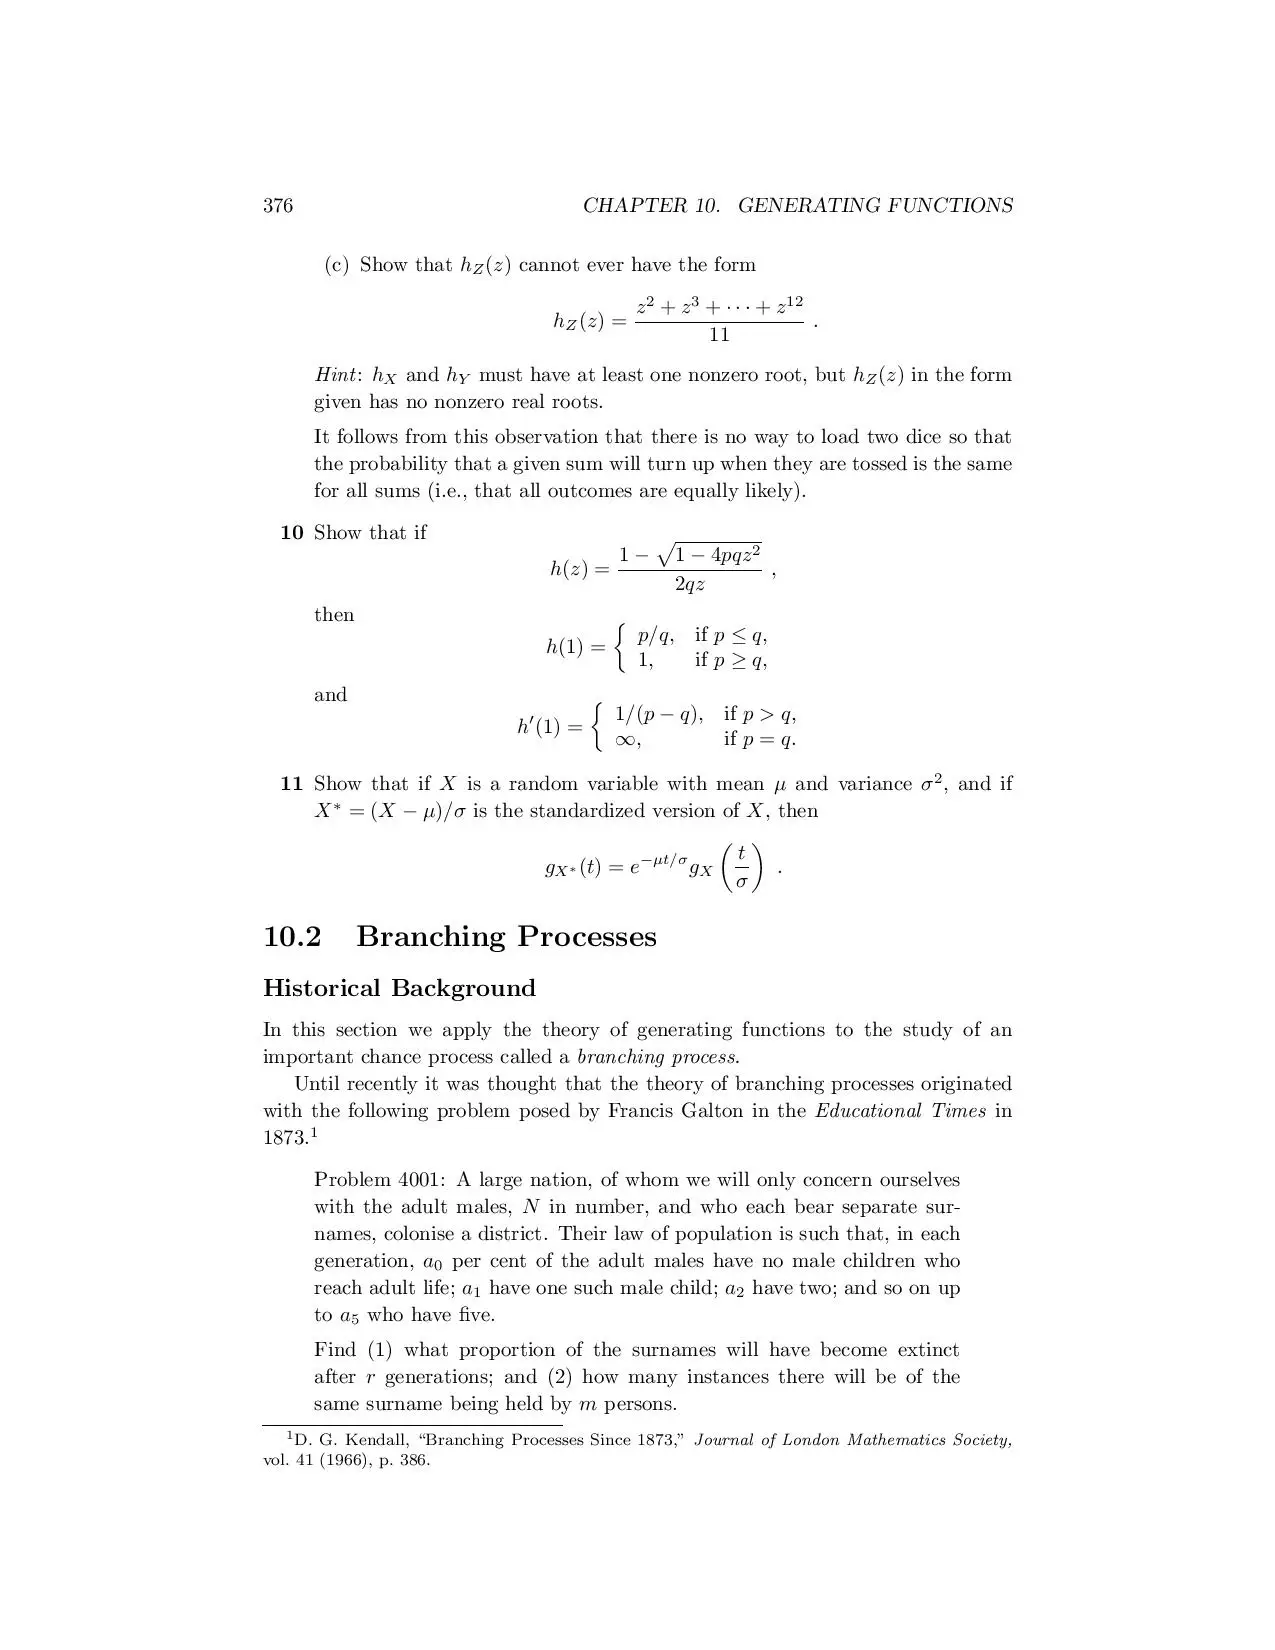 376 CHAPTER 10. GENERATING FUNCTIONS
(c) Show that h_Z(z) cannot ever have the form
h_Z(z) = \frac{z^2 + z^3 + \cdots + z^{12}}{11} .
Hint: h_X and h_Y must have at least one nonzero root, but h_Z(z) in the form
given has no nonzero real roots.
It follows from this observation that there is no way to load two dice so that
the probability that a given sum will turn up when they are tossed is the same
for all sums (i.e., that all outcomes are equally likely).
10 Show that if
h(z) = \frac{1 - \sqrt{1 - 4pqz^2}}{2qz} ,
then
h(1) = \begin{cases} p/q, & \text{if } p \leq q, \\ 1, & \text{if } p \geq q, \end{cases}
and
h'(1) = \begin{cases} 1/(p - q), & \text{if } p > q, \\ \infty, & \text{if } p = q. \end{cases}
11 Show that if X is a random variable with mean μ and variance σ², and if
X* = (X − μ)/σ is the standardized version of X, then
g_{X^*}(t) = e^{-\mu t/\sigma} g_X \left( \frac{t}{\sigma} \right) .
10.2 Branching Processes
Historical Background
In this section we apply the theory of generating functions to the study of an
important chance process called a branching process.
Until recently it was thought that the theory of branching processes originated
with the following problem posed by Francis Galton in the Educational Times in
1873.¹
Problem 4001: A large nation, of whom we will only concern ourselves
with the adult males, N in number, and who each bear separate sur-
names, colonise a district. Their law of population is such that, in each
generation, a₀ per cent of the adult males have no male children who
reach adult life; a₁ have one such male child; a₂ have two; and so on up
to a₅ who have five.
Find (1) what proportion of the surnames will have become extinct
after r generations; and (2) how many instances there will be of the
same surname being held by m persons.
¹D. G. Kendall, “Branching Processes Since 1873,” Journal of London Mathematics Society,
vol. 41 (1966), p. 386.